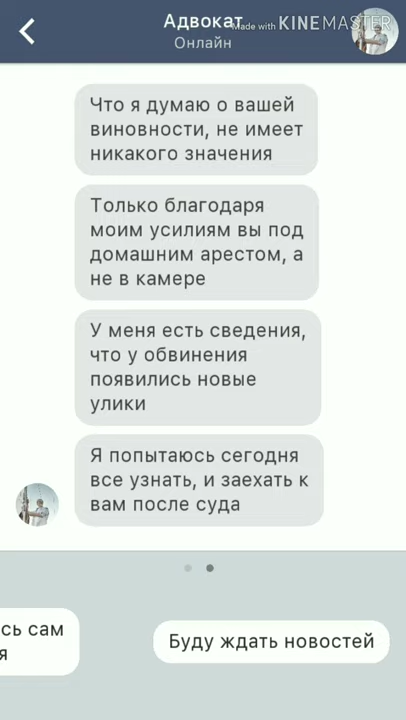 Адвокат
Made with KINEMASTER
Онлайн
Что я думаю о вашей
виновности, не имеет
никакого значения
Только благодаря
моим усилиям вы под
домашним арестом, а
не в камере
У меня есть сведения,
что у обвинения
появились новые
улики
Я попытаюсь сегодня
все узнать, и заехать к
вам после суда
сь сам
я
Буду ждать новостей